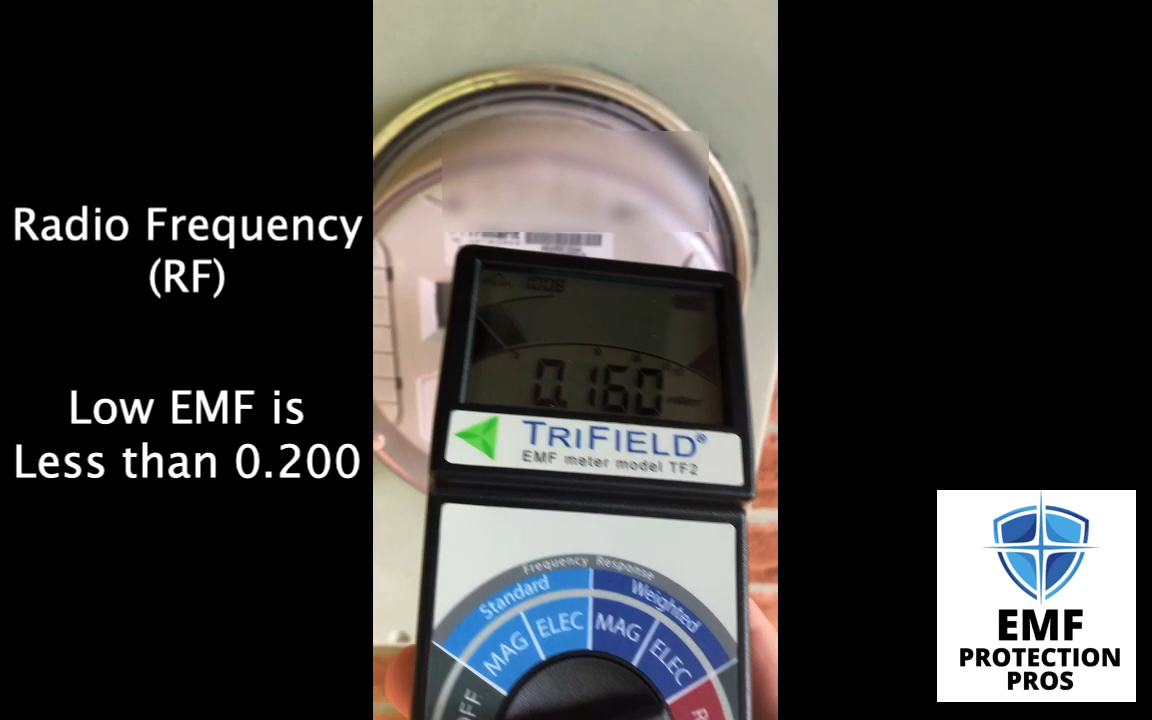 Radio Frequency
(RF)
Low EMF is
Less than 0.200
0.160
TRIFIELD®
EMF meter model TF2
Frequency Response
Standard
Weighted
MAG
ELEC
MAG
ELEC
OFF
EMF
PROTECTION
PROS